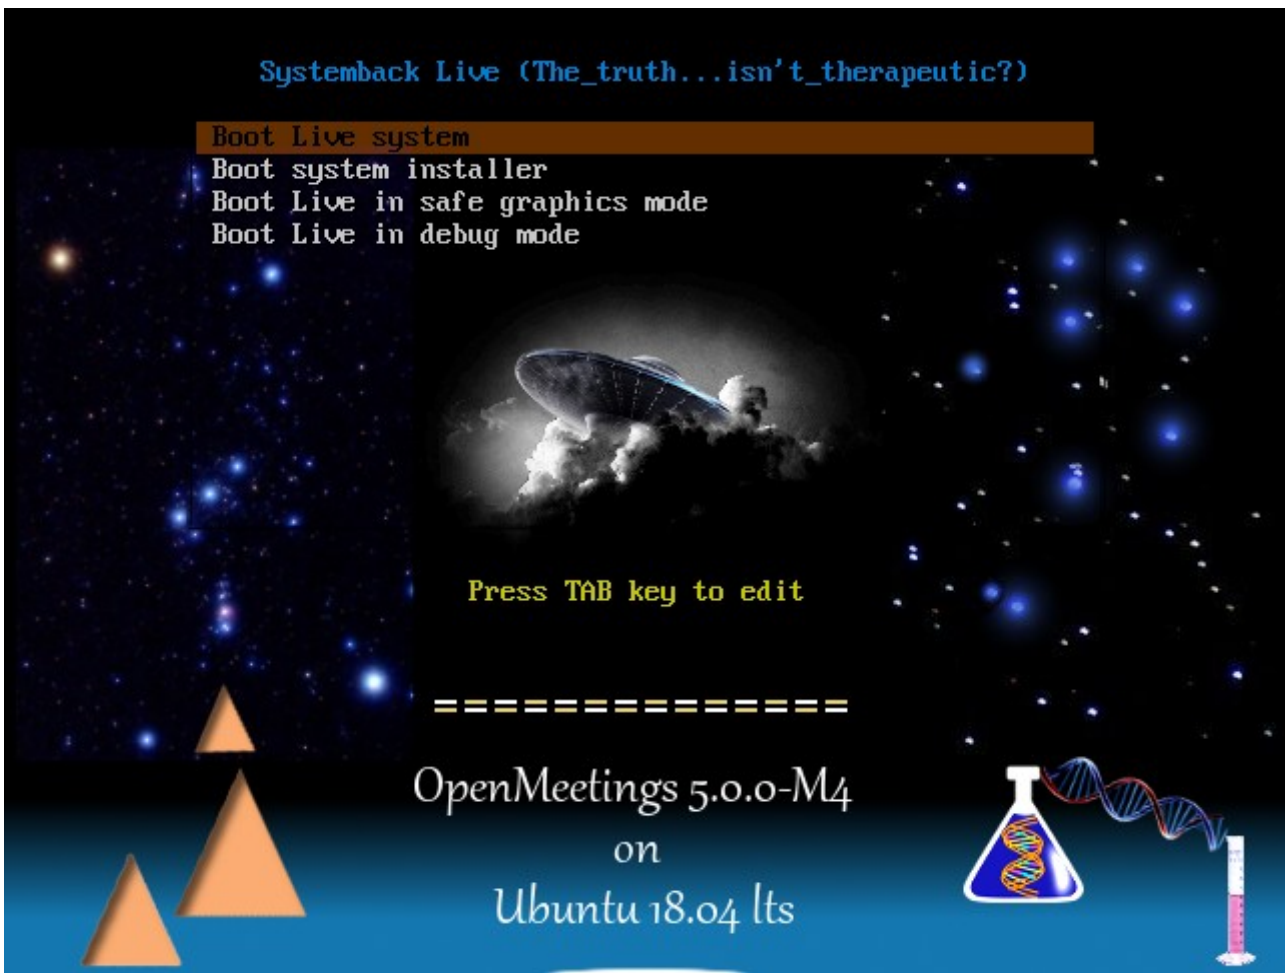 Systemback Live (The_truth...isn't_therapeutic?)
Boot Live system
Boot system installer
Boot Live in safe graphics mode
Boot Live in debug mode
Press TAB key to edit
==============
OpenMeetings 5.0.0-M4
on
Ubuntu 18.04 lts